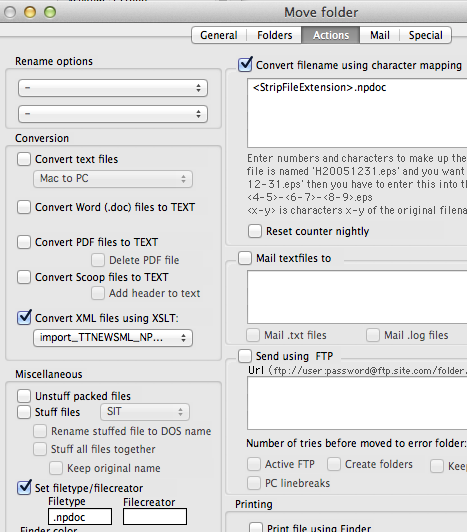 Move folder
General
Folders
Actions
Mail
Special
Rename options
–
–
Conversion
Convert text files
Mac to PC
Convert Word (.doc) files to TEXT
Convert PDF files to TEXT
Delete PDF file
Convert Scoop files to TEXT
Add header to text
Convert XML files using XSLT:
import_TTNEWSML_NP...
Miscellaneous
Unstuff packed files
Stuff files
SIT
Rename stuffed file to DOS name
Stuff all files together
Keep original name
Set filetype/filecreator
Filetype
Filecreator
.npdoc
Finder color
Convert filename using character mapping
<StripFileExtension>.npdoc
Enter numbers and characters to make up the
file is named 'H20051231.eps' and you want
12-31.eps' then you have to enter this into th
<4-5>-<6-7>-<8-9>.eps
<x-y> is characters x-y of the original filena
Reset counter nightly
Mail textfiles to
Mail .txt files
Mail .log files
Send using FTP
Url (ftp://user:password@ftp.site.com/folder.
Number of tries before moved to error folder:
Active FTP
Create folders
Keep
PC linebreaks
Printing
Print file using Finder